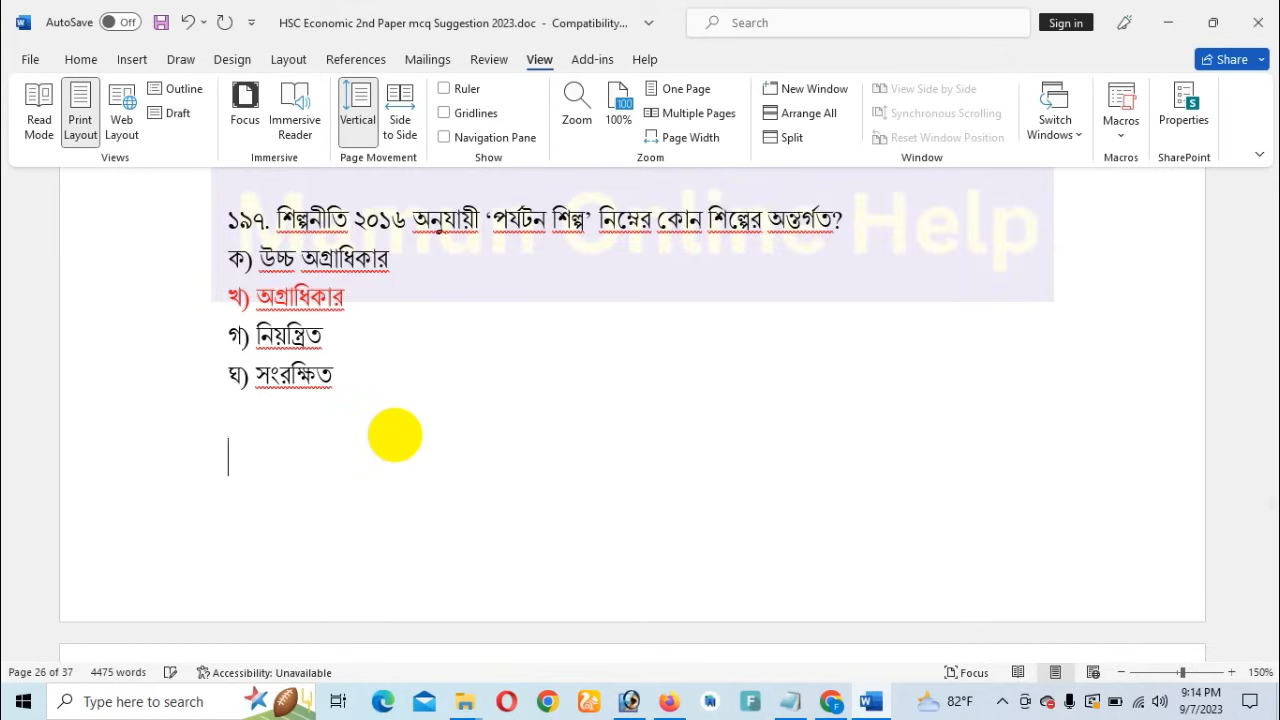 AutoSave Off HSC Economic 2nd Paper mcq Suggestion 2023.doc - Compatibility... Search Sign in
File Home Insert Draw Design Layout References Mailings Review View Add-ins Help Share
Read Mode Print Layout Web Layout Outline Draft Focus Immersive Reader Vertical Side to Side Ruler Gridlines Navigation Pane Zoom 100 100% One Page Multiple Pages Page Width New Window Arrange All Split View Side by Side Synchronous Scrolling Reset Window Position Switch Windows Macros Properties
Views Immersive Page Movement Show Zoom Window Macros SharePoint
১৯৭. শিল্পনীতি ২০১৬ অনুযায়ী ‘পর্যটন শিল্প’ নিম্নের কোন শিল্পের অন্তর্গত?
ক) উচ্চ অগ্রাধিকার
খ) অগ্রাধিকার
গ) নিয়ন্ত্রিত
ঘ) সংরক্ষিত
Online Help
Page 26 of 37 4475 words Accessibility: Unavailable Focus 150%
Type here to search 82°F 9:14 PM
9/7/2023